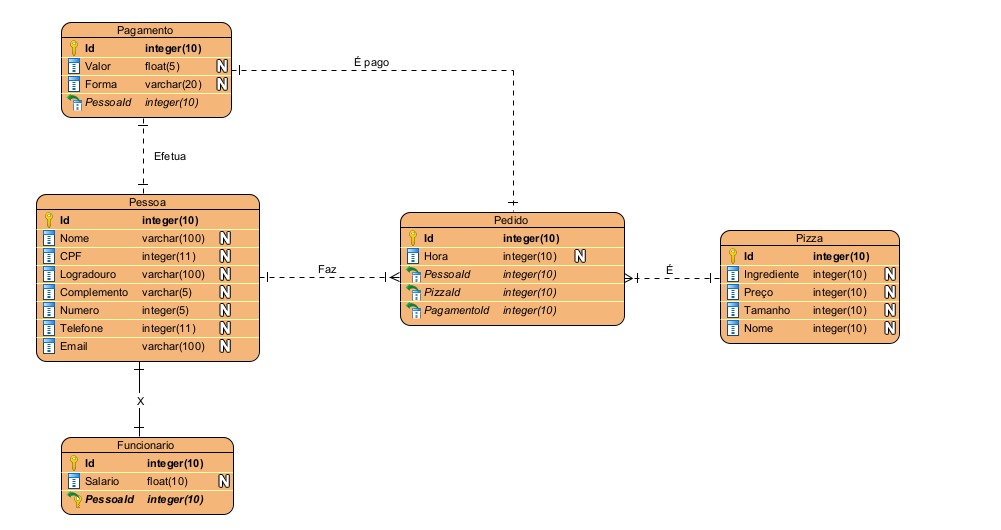 Pagamento
Id integer(10)
Valor float(5) N
Forma varchar(20) N
PessoaId integer(10)
É pago
Efetua
Pessoa
Id integer(10)
Nome varchar(100) N
CPF integer(11) N
Logradouro varchar(100) N
Complemento varchar(5) N
Numero integer(5) N
Telefone integer(11) N
Email varchar(100) N
Faz
Pedido
Id integer(10)
Hora integer(10) N
PessoaId integer(10)
PizzaId integer(10)
PagamentoId integer(10)
É
Pizza
Id integer(10)
Ingrediente integer(10) N
Preço integer(10) N
Tamanho integer(10) N
Nome integer(10) N
X
Funcionario
Id integer(10)
Salario float(10) N
PessoaId integer(10)